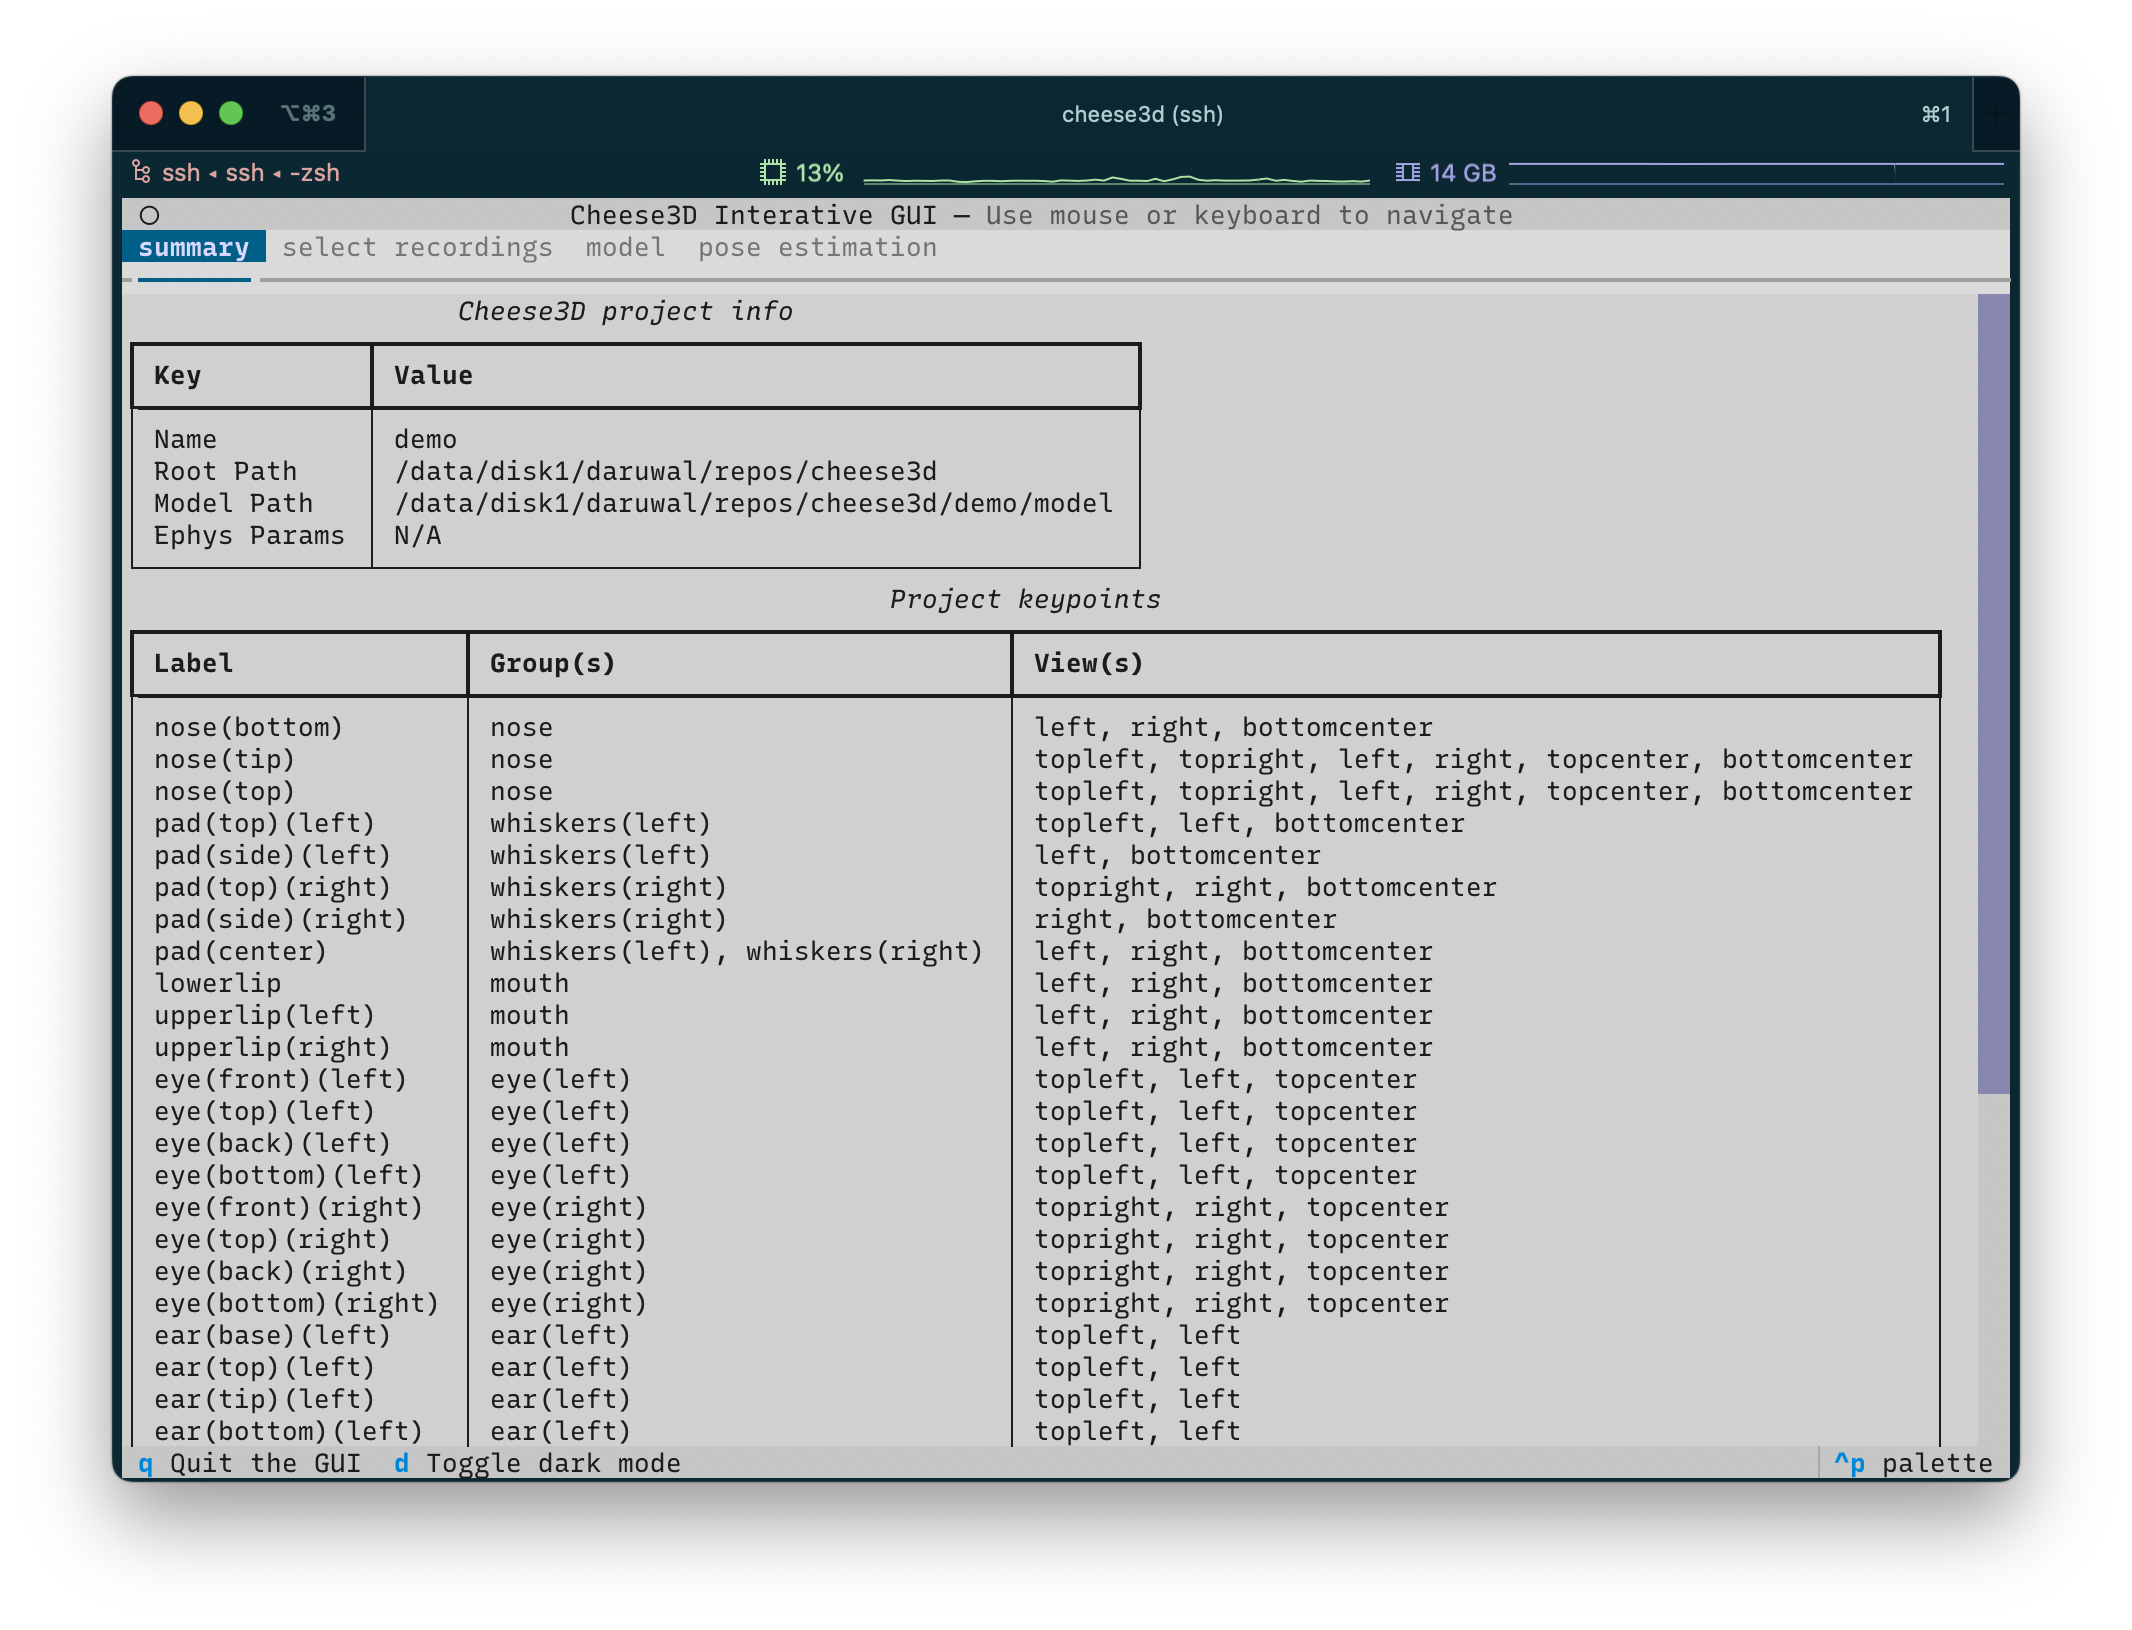 ⌥⌘3 cheese3d (ssh) ⌘1
ssh ◂ ssh ◂ -zsh 13% 14 GB
Cheese3D Interative GUI — Use mouse or keyboard to navigate
summary select recordings model pose estimation
Cheese3D project info
Key Value
Name demo
Root Path /data/disk1/daruwal/repos/cheese3d
Model Path /data/disk1/daruwal/repos/cheese3d/demo/model
Ephys Params N/A
Project keypoints
Label Group(s) View(s)
nose(bottom) nose left, right, bottomcenter
nose(tip) nose topleft, topright, left, right, topcenter, bottomcenter
nose(top) nose topleft, topright, left, right, topcenter, bottomcenter
pad(top)(left) whiskers(left) topleft, left, bottomcenter
pad(side)(left) whiskers(left) left, bottomcenter
pad(top)(right) whiskers(right) topright, right, bottomcenter
pad(side)(right) whiskers(right) right, bottomcenter
pad(center) whiskers(left), whiskers(right) left, right, bottomcenter
lowerlip mouth left, right, bottomcenter
upperlip(left) mouth left, right, bottomcenter
upperlip(right) mouth left, right, bottomcenter
eye(front)(left) eye(left) topleft, left, topcenter
eye(top)(left) eye(left) topleft, left, topcenter
eye(back)(left) eye(left) topleft, left, topcenter
eye(bottom)(left) eye(left) topleft, left, topcenter
eye(front)(right) eye(right) topright, right, topcenter
eye(top)(right) eye(right) topright, right, topcenter
eye(back)(right) eye(right) topright, right, topcenter
eye(bottom)(right) eye(right) topright, right, topcenter
ear(base)(left) ear(left) topleft, left
ear(top)(left) ear(left) topleft, left
ear(tip)(left) ear(left) topleft, left
ear(bottom)(left) ear(left) topleft, left
q Quit the GUI d Toggle dark mode ^p palette